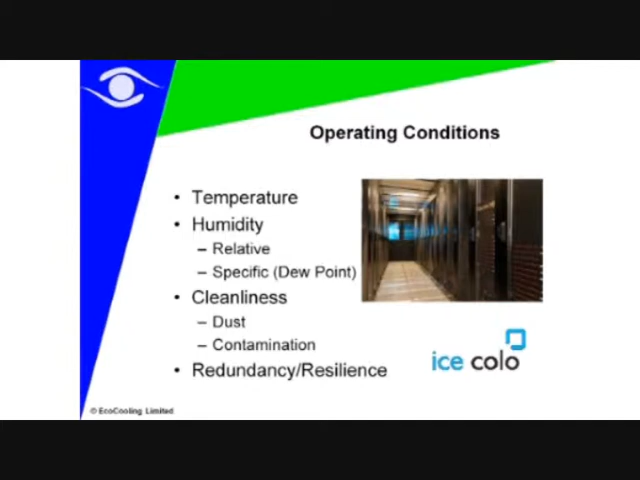 Operating Conditions
• Temperature
• Humidity
– Relative
– Specific (Dew Point)
• Cleanliness
– Dust
– Contamination
• Redundancy/Resilience
ice colo
© EcoCooling Limited